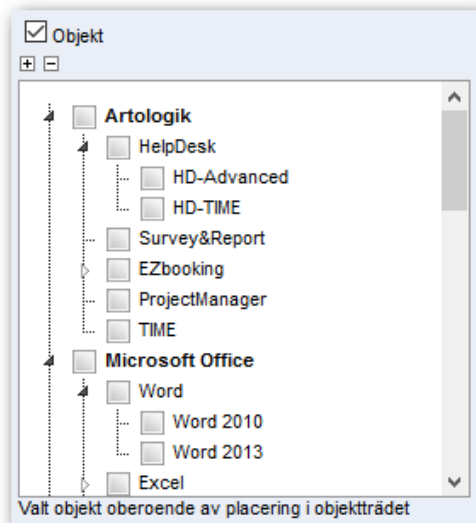 Objekt
Artologik
HelpDesk
HD-Advanced
HD-TIME
Survey&Report
EZbooking
ProjectManager
TIME
Microsoft Office
Word
Word 2010
Word 2013
Excel
Valt objekt oberoende av placering i objektträdet